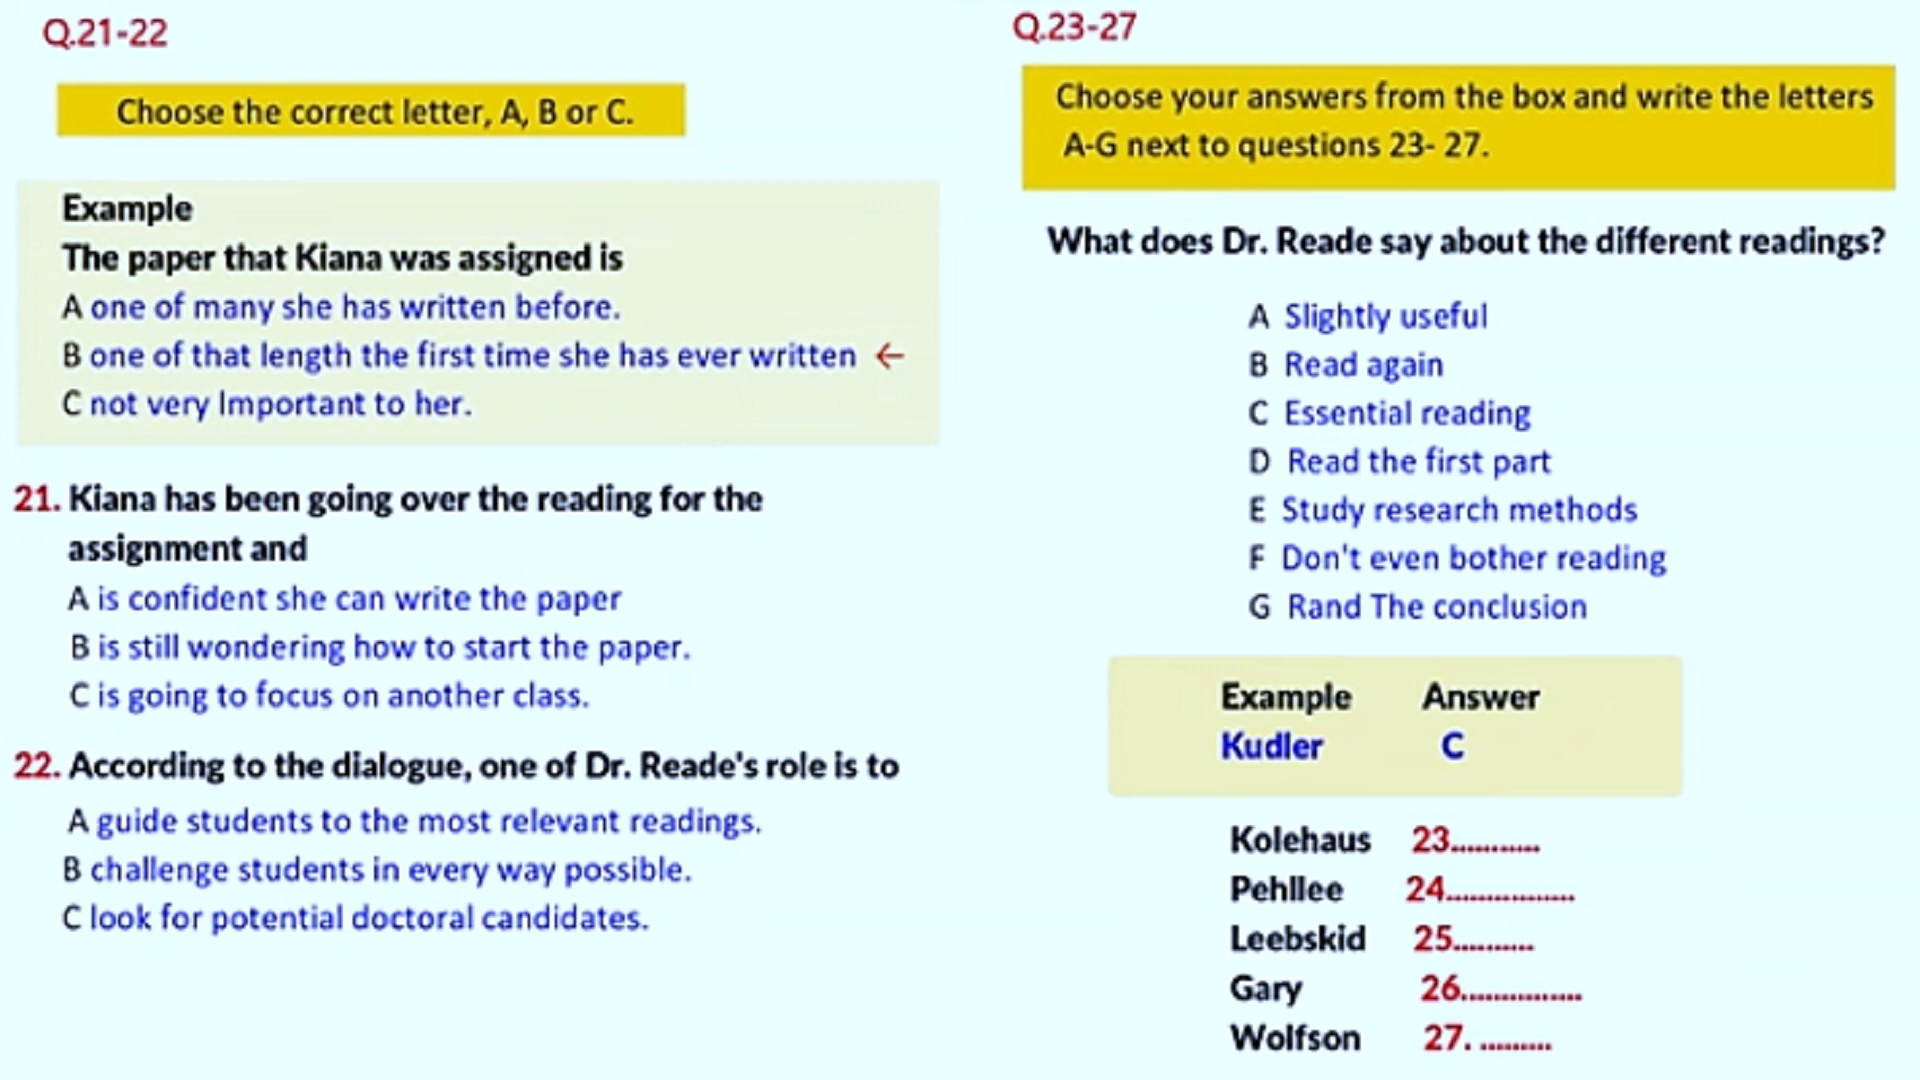 Q.21-22
Choose the correct letter, A, B or C.
Example
The paper that Kiana was assigned is
A one of many she has written before.
B one of that length the first time she has ever written ←
C not very Important to her.
21. Kiana has been going over the reading for the
assignment and
A is confident she can write the paper
B is still wondering how to start the paper.
C is going to focus on another class.
22. According to the dialogue, one of Dr. Reade's role is to
A guide students to the most relevant readings.
B challenge students in every way possible.
C look for potential doctoral candidates.
Q.23-27
Choose your answers from the box and write the letters
A-G next to questions 23- 27.
What does Dr. Reade say about the different readings?
A Slightly useful
B Read again
C Essential reading
D Read the first part
E Study research methods
F Don't even bother reading
G Rand The conclusion
Example Answer
Kudler C
Kolehaus 23...........
Pehllee 24.................
Leebskid 25..........
Gary 26................
Wolfson 27. .........